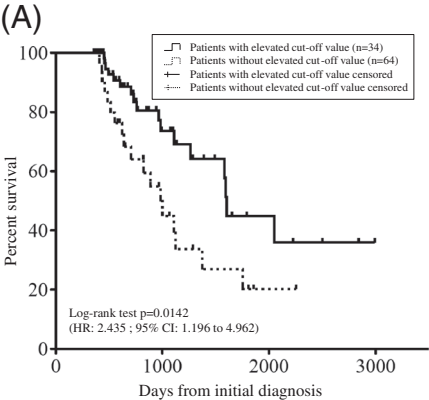 (A)
Patients with elevated cut-off value (n=34)
Patients without elevated cut-off value (n=64)
Patients with elevated cut-off value censored
Patients without elevated cut-off value censored
100
80
60
40
20
0
Percent survival
Log-rank test p=0.0142
(HR: 2.435 ; 95% CI: 1.196 to 4.962)
0 1000 2000 3000
Days from initial diagnosis